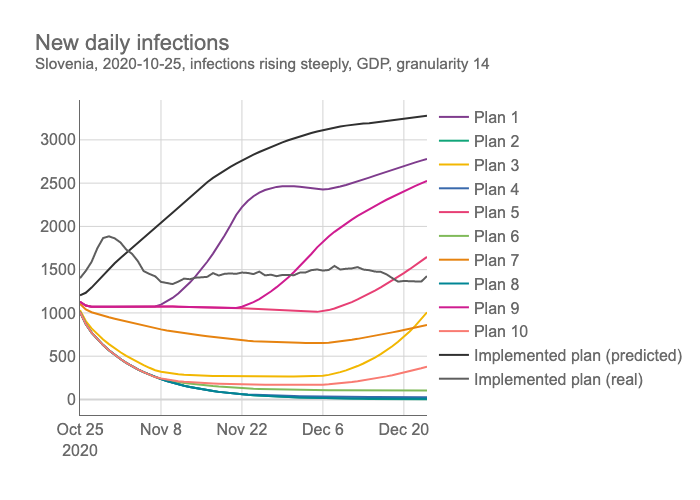 New daily infections
Slovenia, 2020-10-25, infections rising steeply, GDP, granularity 14
3000
2500
2000
1500
1000
500
0
Oct 25
2020
Nov 8
Nov 22
Dec 6
Dec 20
Plan 1
Plan 2
Plan 3
Plan 4
Plan 5
Plan 6
Plan 7
Plan 8
Plan 9
Plan 10
Implemented plan (predicted)
Implemented plan (real)